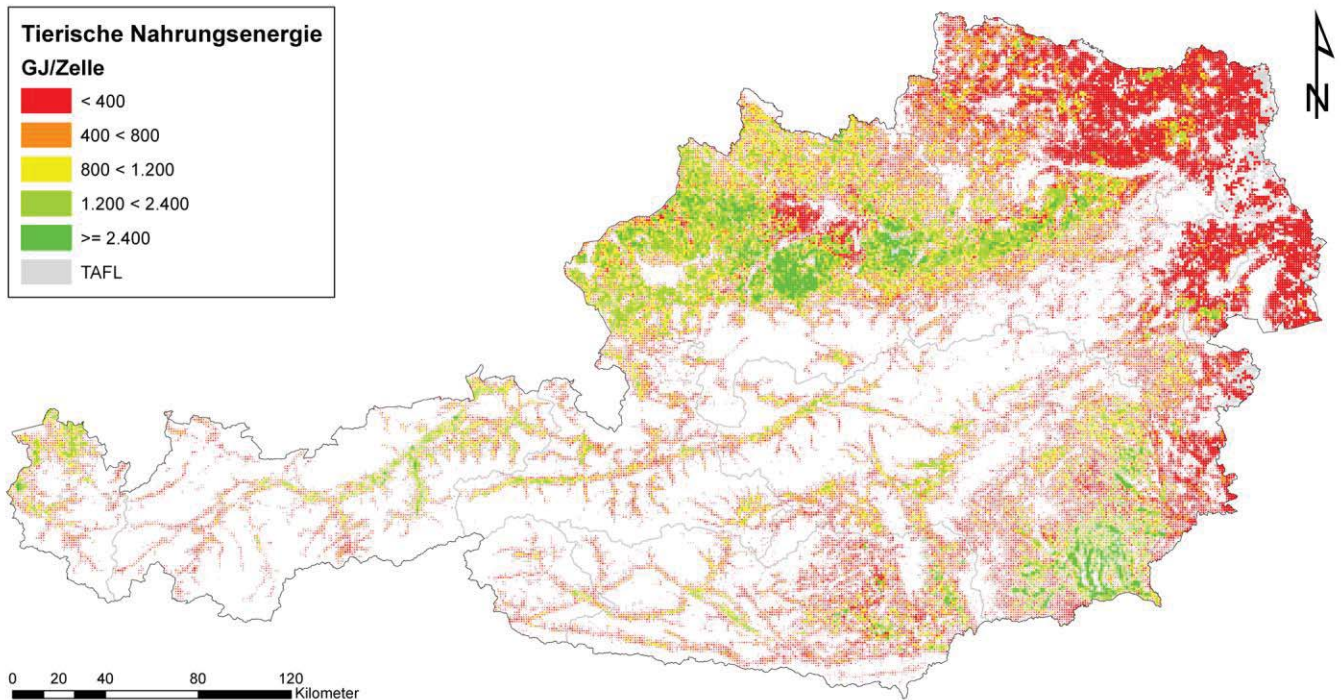 Tierische Nahrungsenergie
GJ/Zelle
< 400
400 < 800
800 < 1.200
1.200 < 2.400
>= 2.400
TAFL
N
0 20 40 80 120
Kilometer